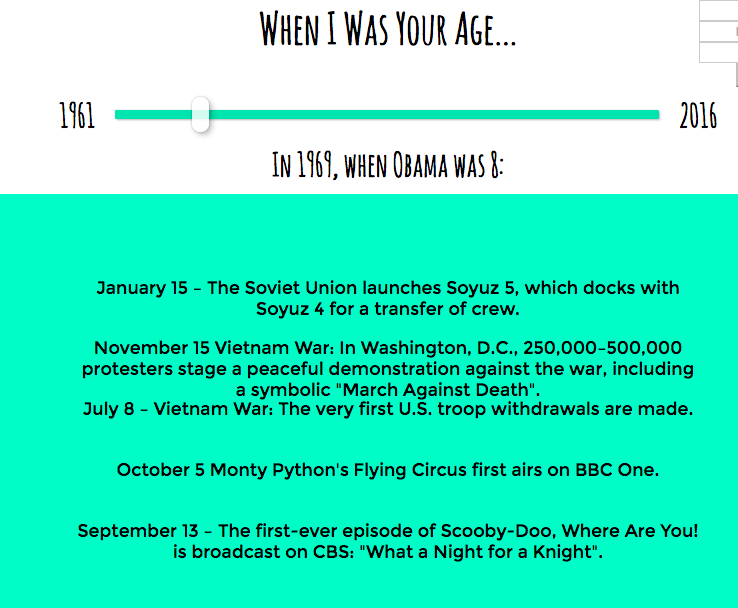 When I Was Your Age...
1961
2016
In 1969, when Obama was 8:
January 15 – The Soviet Union launches Soyuz 5, which docks with
Soyuz 4 for a transfer of crew.
November 15 Vietnam War: In Washington, D.C., 250,000–500,000
protesters stage a peaceful demonstration against the war, including
a symbolic "March Against Death".
July 8 – Vietnam War: The very first U.S. troop withdrawals are made.
October 5 Monty Python's Flying Circus first airs on BBC One.
September 13 – The first-ever episode of Scooby-Doo, Where Are You!
is broadcast on CBS: "What a Night for a Knight".